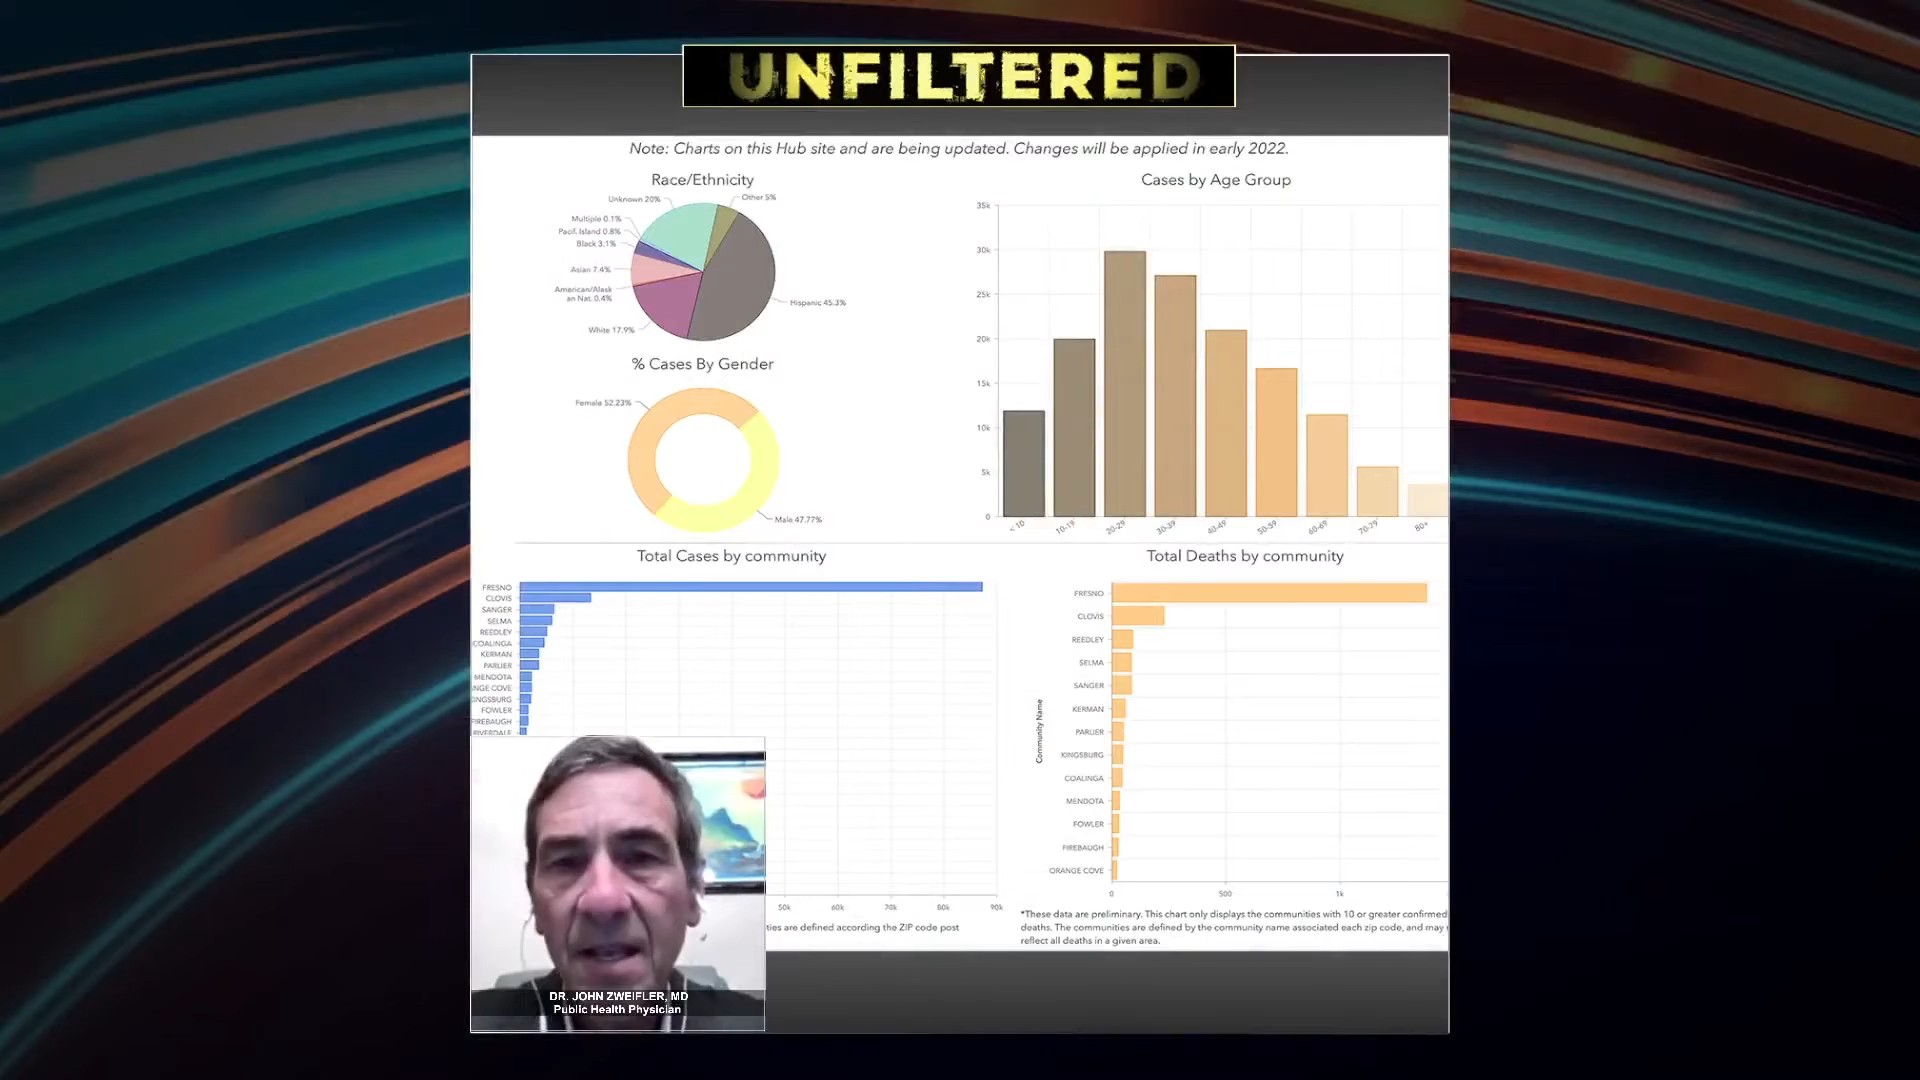 UNFILTERED
Note: Charts on this Hub site and are being updated. Changes will be applied in early 2022.
Race/Ethnicity
Unknown 20%
Other 5%
Multiple 0.1%
Pacif. Island 0.8%
Black 3.1%
Asian 7.4%
American/Alask
an Nat. 0.4%
Hispanic 45.3%
White 17.9%
% Cases By Gender
Female 52.23%
Male 47.77%
Cases by Age Group
35k
30k
25k
20k
15k
10k
5k
0
< 10
10-19
20-29
30-39
40-49
50-59
60-69
70-79
80+
Total Cases by community
FRESNO
CLOVIS
SANGER
SELMA
REEDLEY
COALINGA
KERMAN
PARLIER
MENDOTA
NGE COVE
INGSBURG
FOWLER
FIREBAUGH
RIVERDALE
50k
60k
70k
80k
90k
ties are defined according the ZIP code post
Total Deaths by community
Community Name
FRESNO
CLOVIS
REEDLEY
SELMA
SANGER
KERMAN
PARLIER
KINGSBURG
COALINGA
MENDOTA
FOWLER
FIREBAUGH
ORANGE COVE
0
500
1k
*These data are preliminary. This chart only displays the communities with 10 or greater confirmed
deaths. The communities are defined by the community name associated each zip code, and may
reflect all deaths in a given area.
DR. JOHN ZWEIFLER, MD
Public Health Physician